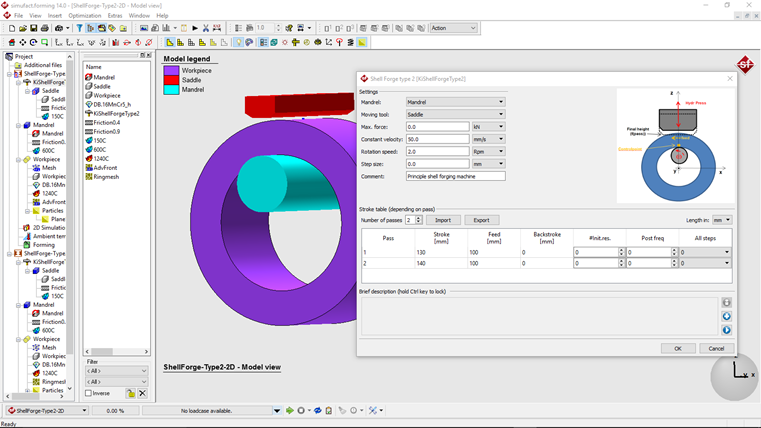 simufact.forming 14.0 | ShellForge-Type2-2D - Model view]
File View Insert Optimization Extras Window Help
1.0
Action
Project
Additional files
ShellForge-Typ
KiShellForge
Saddle
Saddl
Friction
150C
Mandrel
Mandrel
Friction0.
600C
Workpiece
Mesh
Workpiec
DB.16Mn
1240C
AdvFront
Particles
Plane
2D Simulation
Ambient tem
Forming
ShellForge-Typ
KiShellForge
Saddle
Saddl
Friction
150C
Mandrel
Mandrel
Friction0.
600C
Workpiece
Mesh
Workpiec
DB.16Mn
1240C
Ringmesh
Particles
Name
Mandrel
Saddle
Workpiece
DB.16MnCr5_h
KiShellForgeType2
Friction0.4
Friction0.9
150C
600C
1240C
AdvFront
Ringmesh
Filter
< All >
< All >
Inverse
Model legend
Workpiece
Saddle
Mandrel
ShellForge-Type2-2D - Model view
Shell Forge type 2 [KiShellForgeType2]
Settings
Mandrel: Mandrel
Moving tool: Saddle
Max. force: 0.0 kN
Constant velocity: 50.0 mm/s
Rotation speed: 2.0 Rpm
Step size: 0.0 mm
Comment: Principle shell forging machine
z
Final height
x
y
Stroke table (depending on pass)
Number of passes 2 Import Export Length in: mm
Pass Stroke [mm] Feed [mm] Backstroke [mm] #Init.res. Post freq All steps
1 130 100 0 0 0 0
2 140 100 0 0 0 0
Brief description (hold Ctrl key to lock)
OK Cancel
x
Y
ShellForge-Type2-2D 0.00 % No loadcase available.
Ready